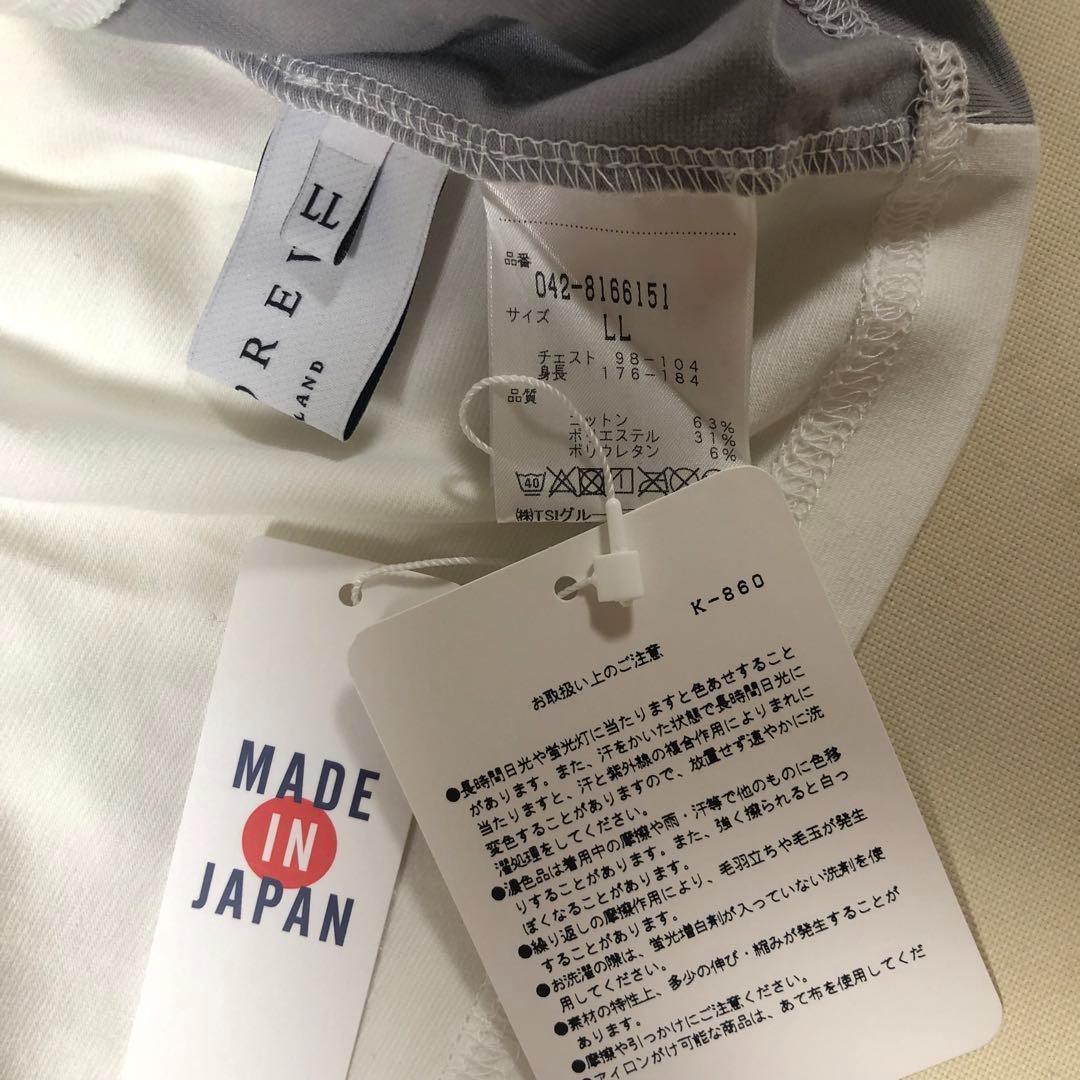 LL
OREVE
LAND
品番
042-8166151
サイズ
LL
チェスト 98-104
身長 176-184
品質
コットン 63%
ポリエステル 31%
ポリウレタン 6%
40
(株)TSIグルー
MADE
IN
JAPAN
K-860
お取扱い上のご注意
●長時間日光や蛍光灯に当たりますと色あせすること
があります。また、汗をかいた状態で長時間日光に
当たりますと、汗と紫外線の複合作用によりまれに
変色することがありますので、放置せず速やかに洗
濯処理をしてください。
●濃色品は着用中の摩擦や雨・汗等で他のものに色移
りすることがあります。また、強く擦られると白っ
ぽくなることがあります。
●繰り返しの摩擦作用により、毛羽立ちや毛玉が発生
することがあります。
●お洗濯の際は、蛍光増白剤が入っていない洗剤を使
用してください。
●素材の特性上、多少の伸び・縮みが発生することが
あります。
●摩擦や引っかけにご注意ください。
●アイロンがけ可能な商品は、あて布を使用してくだ